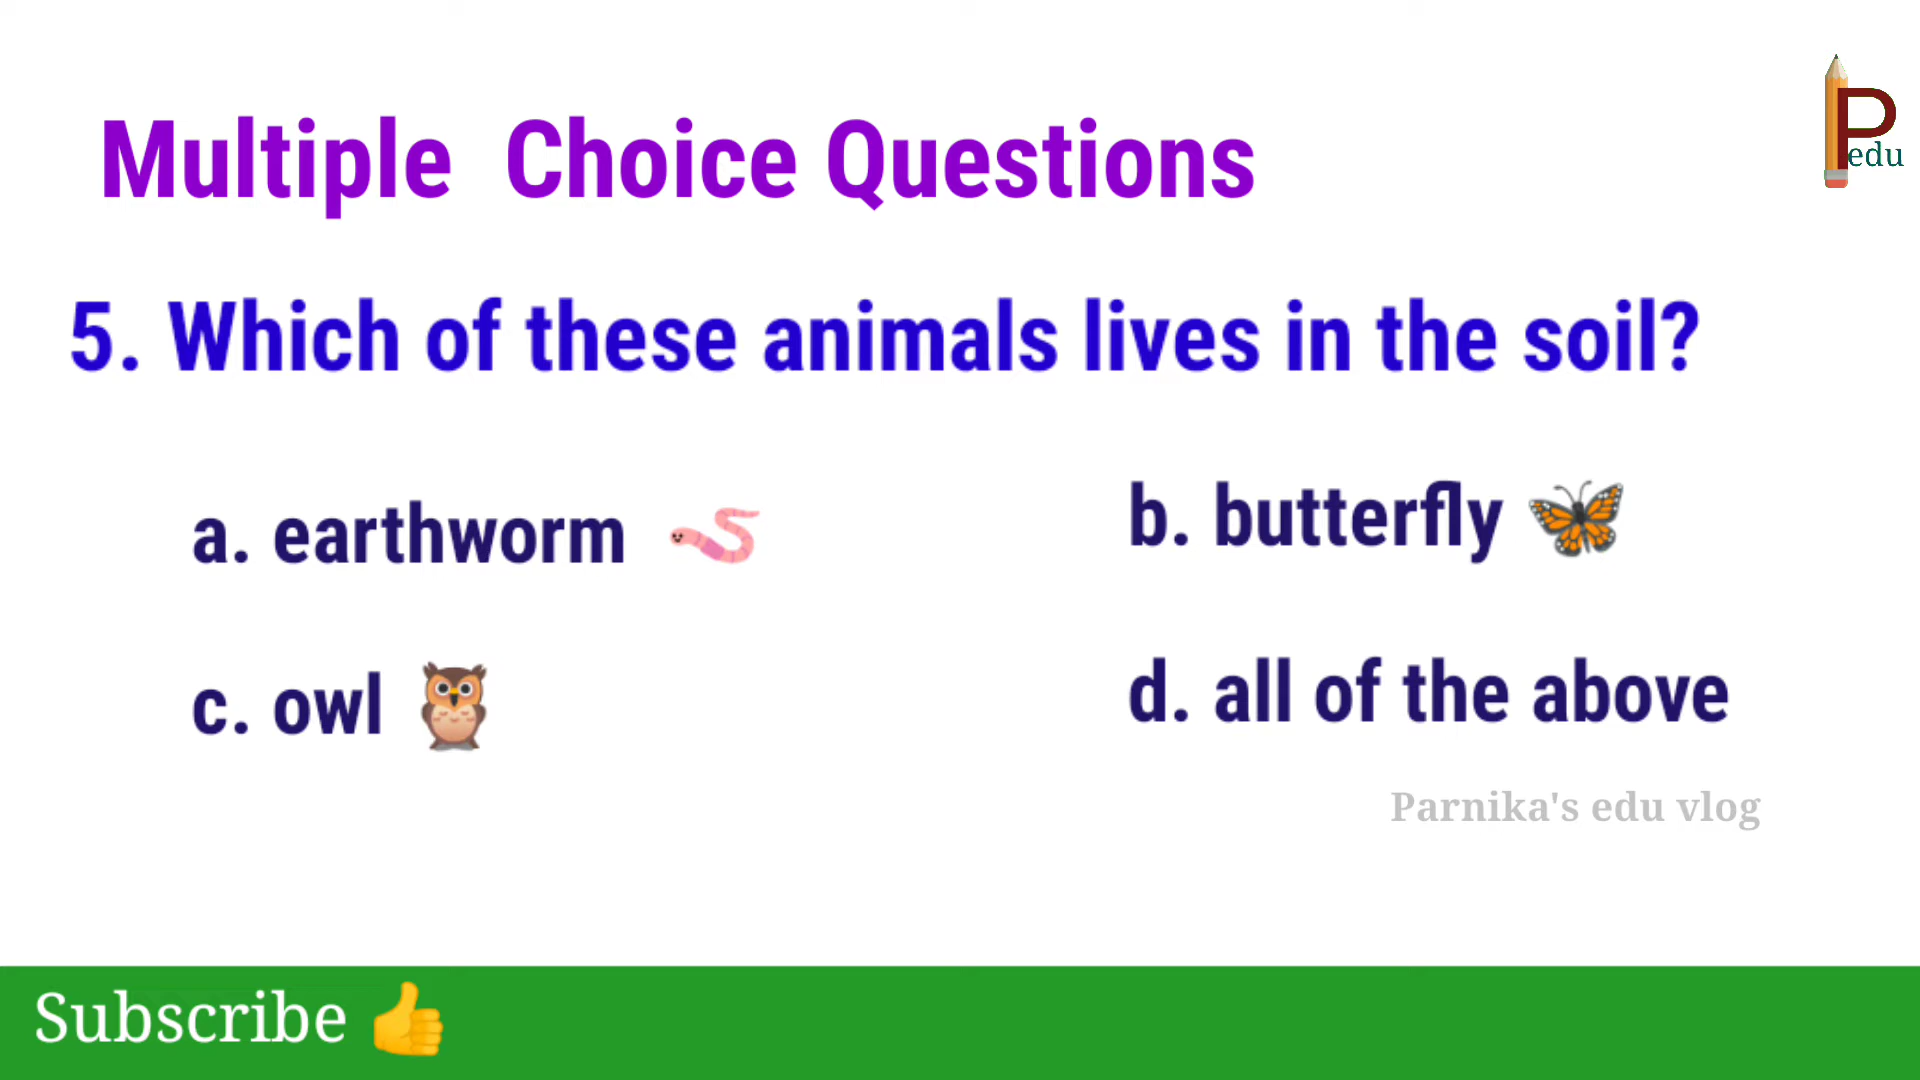 P
edu
Multiple Choice Questions
5. Which of these animals lives in the soil?
a. earthworm
b. butterfly
c. owl
d. all of the above
Parnika's edu vlog
Subscribe